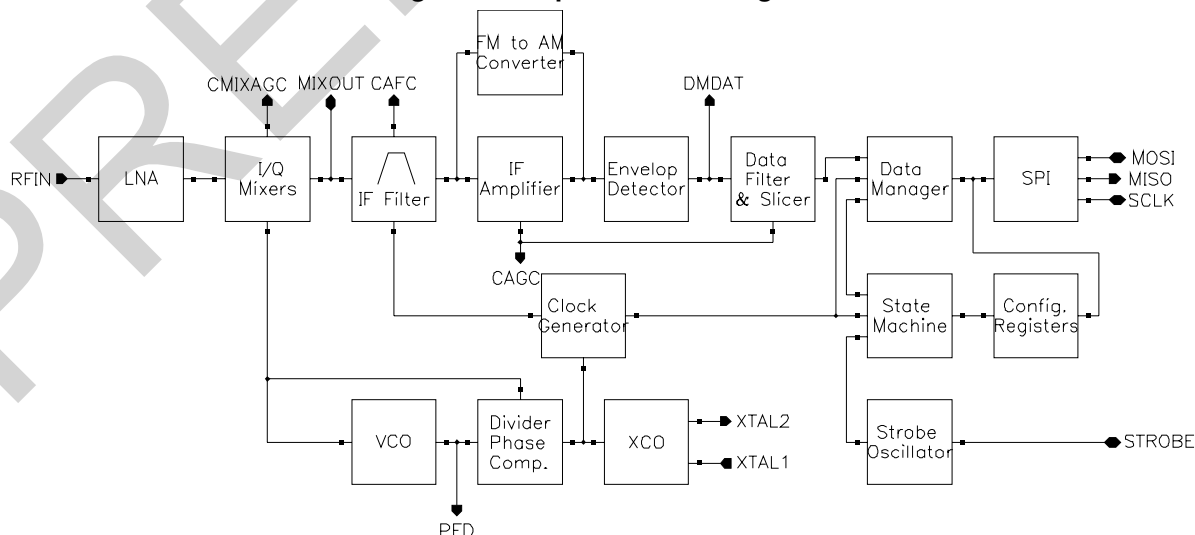 FM to AM
Converter
CMIXAGC
MIXOUT
CAFC
DMDAT
RFIN
LNA
I/Q
Mixers
IF Filter
IF
Amplifier
Envelop
Detector
Data
Filter
& Slicer
Data
Manager
SPI
MOSI
MISO
SCLK
CAGC
Clock
Generator
State
Machine
Config.
Registers
VCO
Divider
Phase
Comp.
XCO
XTAL2
XTAL1
Strobe
Oscillator
STROBE
PFD